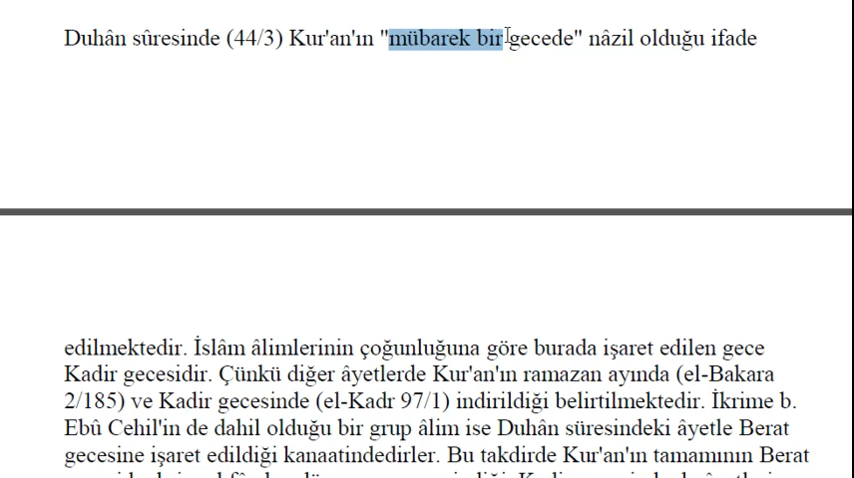 Duhân sûresinde (44/3) Kur'an'ın "mübarek bir gecede" nâzil olduğu ifade
edilmektedir. İslâm âlimlerinin çoğunluğuna göre burada işaret edilen gece
Kadir gecesidir. Çünkü diğer âyetlerde Kur'an'ın ramazan ayında (el-Bakara
2/185) ve Kadir gecesinde (el-Kadr 97/1) indirildiği belirtilmektedir. İkrime b.
Ebû Cehil'in de dahil olduğu bir grup âlim ise Duhân sûresindeki âyetle Berat
gecesine işaret edildiği kanaatindedirler. Bu takdirde Kur'an'ın tamamının Berat